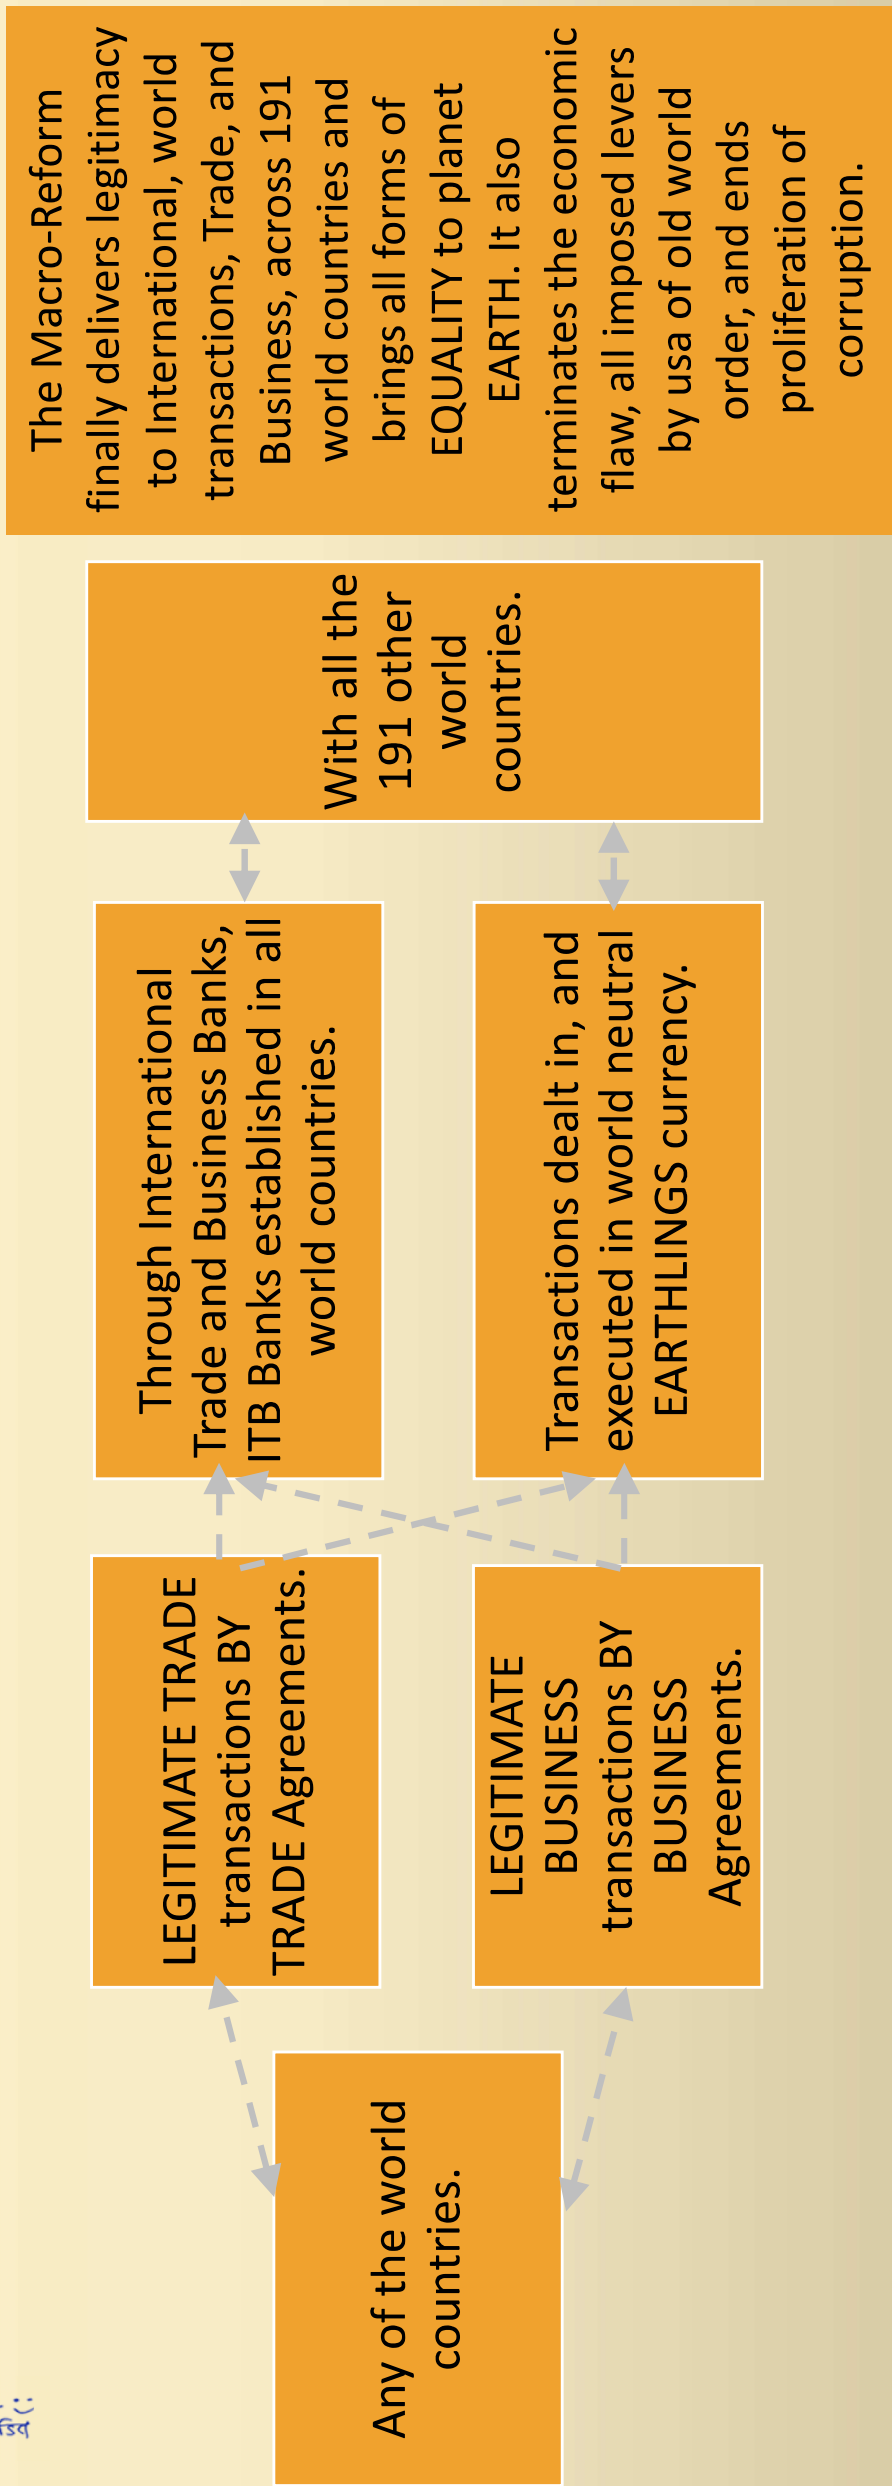 Any of the world
countries.
LEGITIMATE TRADE
transactions BY
TRADE Agreements.
LEGITIMATE
BUSINESS
transactions BY
BUSINESS
Agreements.
Through International
Trade and Business Banks,
ITB Banks established in all
world countries.
Transactions dealt in, and
executed in world neutral
EARTHLINGS currency.
With all the
191 other
world
countries.
The Macro-Reform
finally delivers legitimacy
to International, world
transactions, Trade, and
Business, across 191
world countries and
brings all forms of
EQUALITY to planet
EARTH. It also
terminates the economic
flaw, all imposed levers
by usa of old world
order, and ends
proliferation of
corruption.